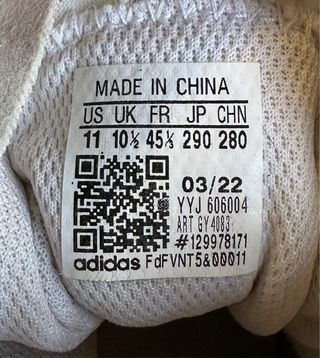 MADE IN CHINA
US UK FR JP CHN
11 10½ 45⅓ 290 280
03/22
YYJ 606004
ART GY4083
#129978171
adidas FdFVNT5&00011